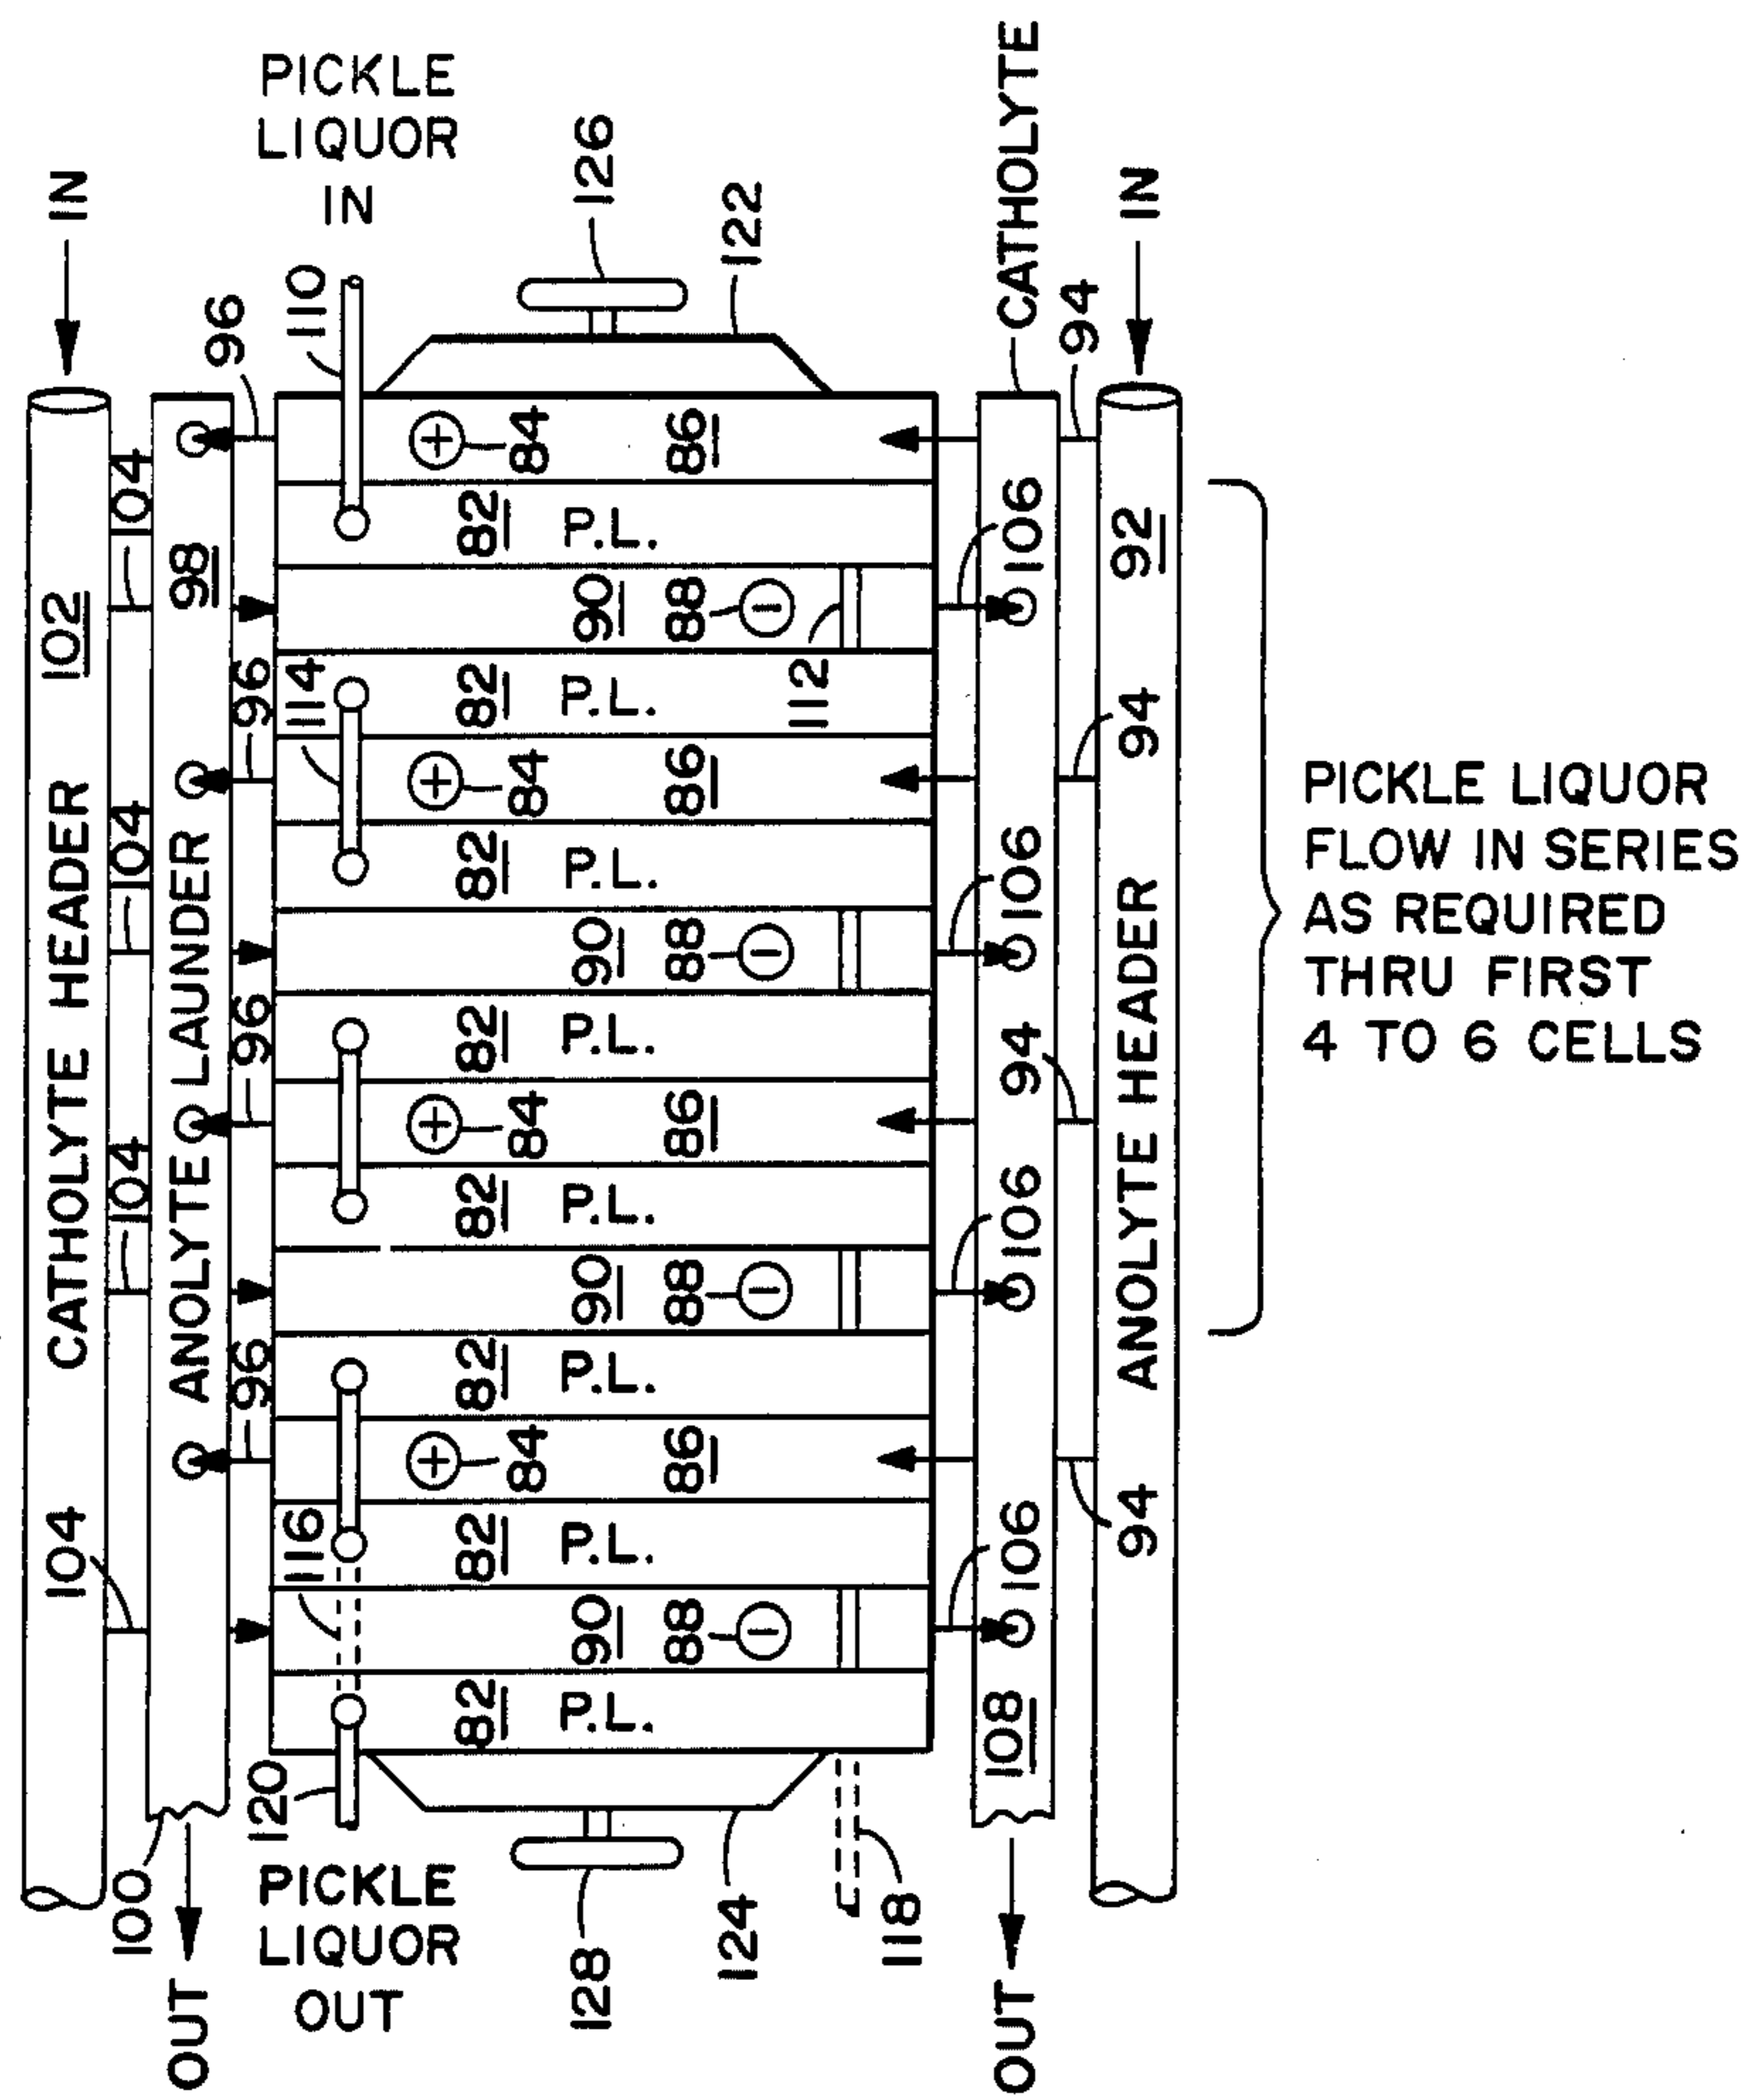 PICKLE
LIQUOR
IN
IN
126
122
110
96
CATHOLYTE
94
IN
102
CATHOLYTE HEADER
104
104
104
104
98
ANOLYTE LAUNDER
100
OUT
96
96
96
96
84
86
82
P.L.
90
88
112
106
92
114
82
P.L.
94
84
86
82
P.L.
90
88
106
82
P.L.
94
84
86
82
P.L.
90
88
106
ANOLYTE HEADER
82
P.L.
84
86
94
116
82
P.L.
90
88
106
82
P.L.
108
120
PICKLE
LIQUOR
OUT
128
124
118
OUT
PICKLE LIQUOR
FLOW IN SERIES
AS REQUIRED
THRU FIRST
4 TO 6 CELLS